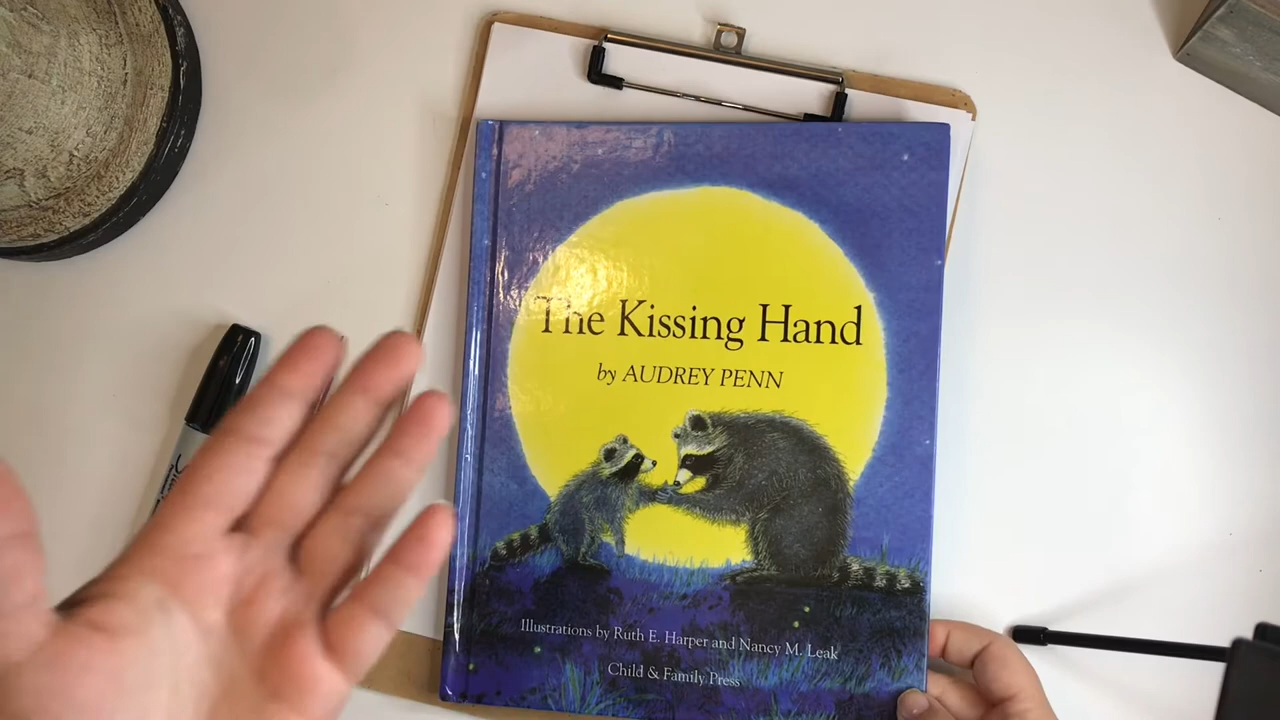 The Kissing Hand
by AUDREY PENN
Illustrations by Ruth E. Harper and Nancy M. Leak
Child & Family Press